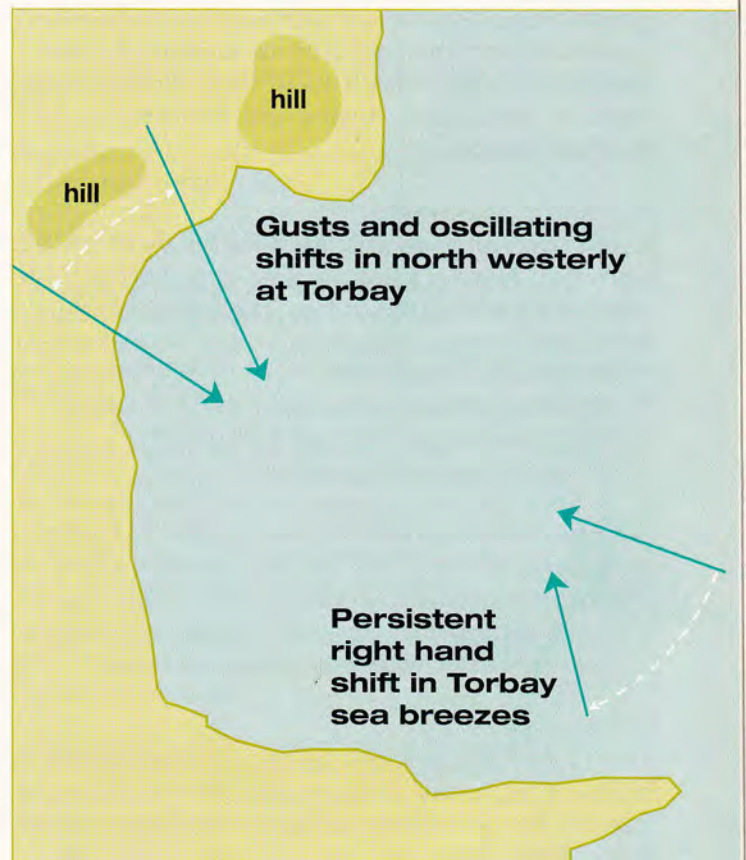 hill
hill
Gusts and oscillating
shifts in north westerly
at Torbay
Persistent
right hand
shift in Torbay
sea breezes